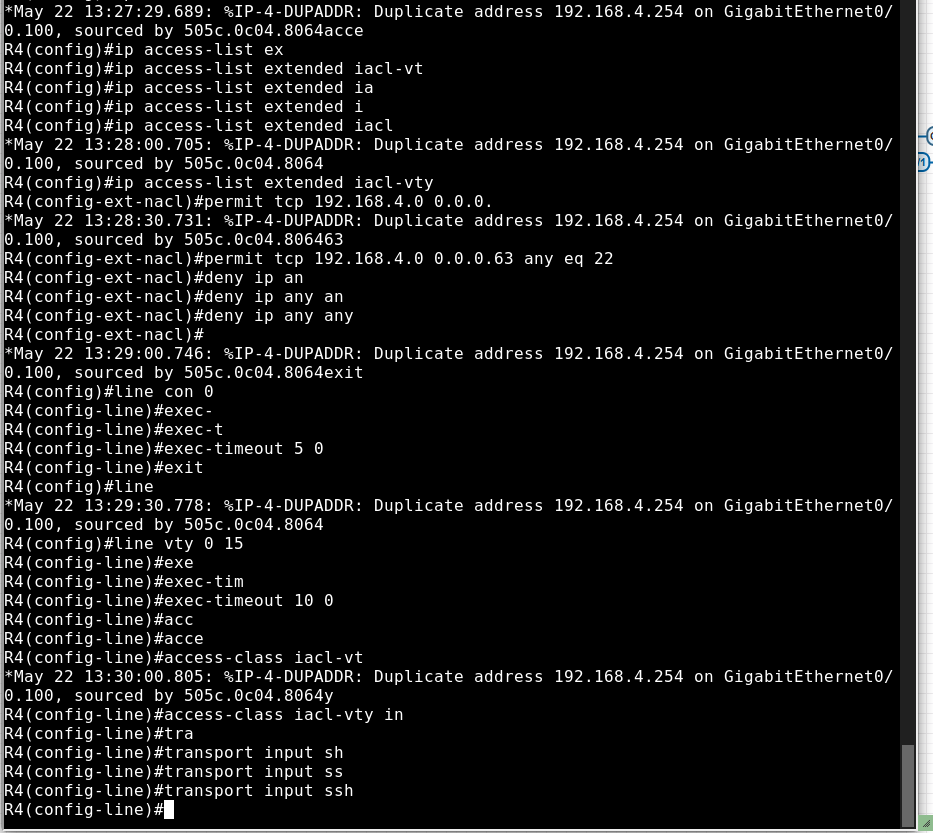 *May 22 13:27:29.689: %IP-4-DUPADDR: Duplicate address 192.168.4.254 on GigabitEthernet0/
0.100, sourced by 505c.0c04.8064acce
R4(config)#ip access-list ex
R4(config)#ip access-list extended iacl-vt
R4(config)#ip access-list extended ia
R4(config)#ip access-list extended i
R4(config)#ip access-list extended iacl
*May 22 13:28:00.705: %IP-4-DUPADDR: Duplicate address 192.168.4.254 on GigabitEthernet0/
0.100, sourced by 505c.0c04.8064
R4(config)#ip access-list extended iacl-vty
R4(config-ext-nacl)#permit tcp 192.168.4.0 0.0.0.
*May 22 13:28:30.731: %IP-4-DUPADDR: Duplicate address 192.168.4.254 on GigabitEthernet0/
0.100, sourced by 505c.0c04.806463
R4(config-ext-nacl)#permit tcp 192.168.4.0 0.0.0.63 any eq 22
R4(config-ext-nacl)#deny ip an
R4(config-ext-nacl)#deny ip any an
R4(config-ext-nacl)#deny ip any any
R4(config-ext-nacl)#
*May 22 13:29:00.746: %IP-4-DUPADDR: Duplicate address 192.168.4.254 on GigabitEthernet0/
0.100, sourced by 505c.0c04.8064exit
R4(config)#line con 0
R4(config-line)#exec-
R4(config-line)#exec-t
R4(config-line)#exec-timeout 5 0
R4(config-line)#exit
R4(config)#line
*May 22 13:29:30.778: %IP-4-DUPADDR: Duplicate address 192.168.4.254 on GigabitEthernet0/
0.100, sourced by 505c.0c04.8064
R4(config)#line vty 0 15
R4(config-line)#exe
R4(config-line)#exec-tim
R4(config-line)#exec-timeout 10 0
R4(config-line)#acc
R4(config-line)#acce
R4(config-line)#access-class iacl-vt
*May 22 13:30:00.805: %IP-4-DUPADDR: Duplicate address 192.168.4.254 on GigabitEthernet0/
0.100, sourced by 505c.0c04.8064y
R4(config-line)#access-class iacl-vty in
R4(config-line)#tra
R4(config-line)#transport input sh
R4(config-line)#transport input ss
R4(config-line)#transport input ssh
R4(config-line)#